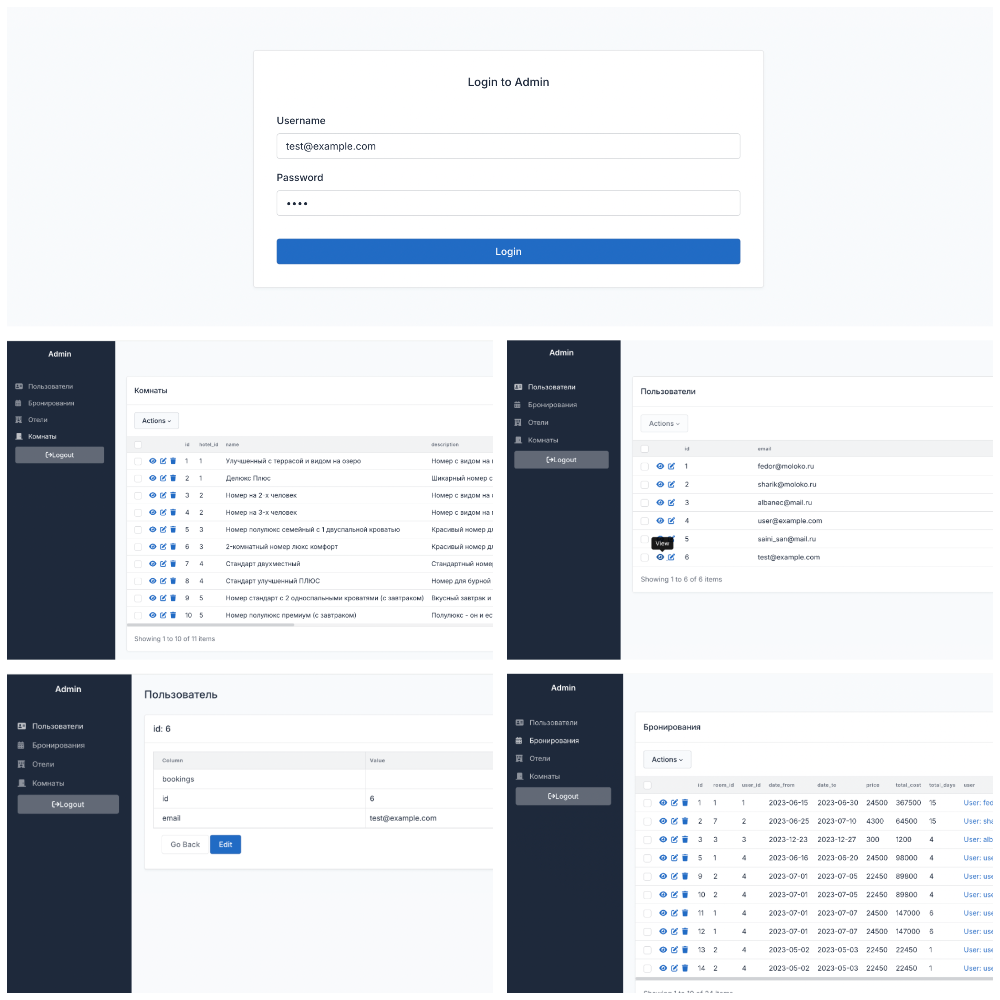 Login to Admin
Username
test@example.com
Password
Login
Admin
Пользователи
Бронирования
Отели
Комнаты
Logout
Комнаты
Actions
id hotel_id name description
1 1 Улучшенный с террасой и видом на озеро Номер с видом на
2 1 Делюкс Плюс Шикарный номер с
3 2 Номер на 2-х человек Номер с видом на
4 2 Номер на 3-х человек Номер с видом на
5 3 Номер полулюкс семейный с 1 двуспальной кроватью Красивый номер
6 3 2-комнатный номер люкс комфорт Красивый номер
7 4 Стандарт двухместный Стандартный
8 4 Стандарт улучшенный ПЛЮС Номер для бурной
9 5 Номер стандарт с 2 односпальными кроватями (с завтраком) Вкусный завтрак и
10 5 Номер полулюкс премиум (с завтраком) Полулюкс - он и
Showing 1 to 10 of 11 items
Admin
Пользователи
Бронирования
Отели
Комнаты
Logout
Пользователи
Actions
id email
1 fedor@moloko.ru
2 sharik@moloko.ru
3 albanec@mail.ru
4 user@example.com
5 saini_san@mail.ru
View
6 test@example.com
Showing 1 to 6 of 6 items
Admin
Пользователи
Бронирования
Отели
Комнаты
Logout
Пользователь
id: 6
Column Value
bookings
id 6
email test@example.com
Go Back Edit
Admin
Пользователи
Бронирования
Отели
Комнаты
Logout
Бронирования
Actions
id room_id user_id date_from date_to price total_cost total_days user
1 1 1 2023-06-15 2023-06-30 24500 367500 15 User: fed
2 7 2 2023-06-25 2023-07-10 4300 64500 15 User: sha
3 3 3 2023-12-23 2023-12-27 300 1200 4 User: alb
5 1 4 2023-06-16 2023-06-20 24500 98000 4 User: use
9 2 4 2023-07-01 2023-07-05 22450 89800 4 User: use
10 2 4 2023-07-01 2023-07-05 22450 89800 4 User: use
11 1 4 2023-07-01 2023-07-07 24500 147000 6 User: use
12 1 4 2023-07-01 2023-07-07 24500 147000 6 User: use
13 2 4 2023-05-02 2023-05-03 22450 22450 1 User: use
14 2 4 2023-05-02 2023-05-03 22450 22450 1 User: use